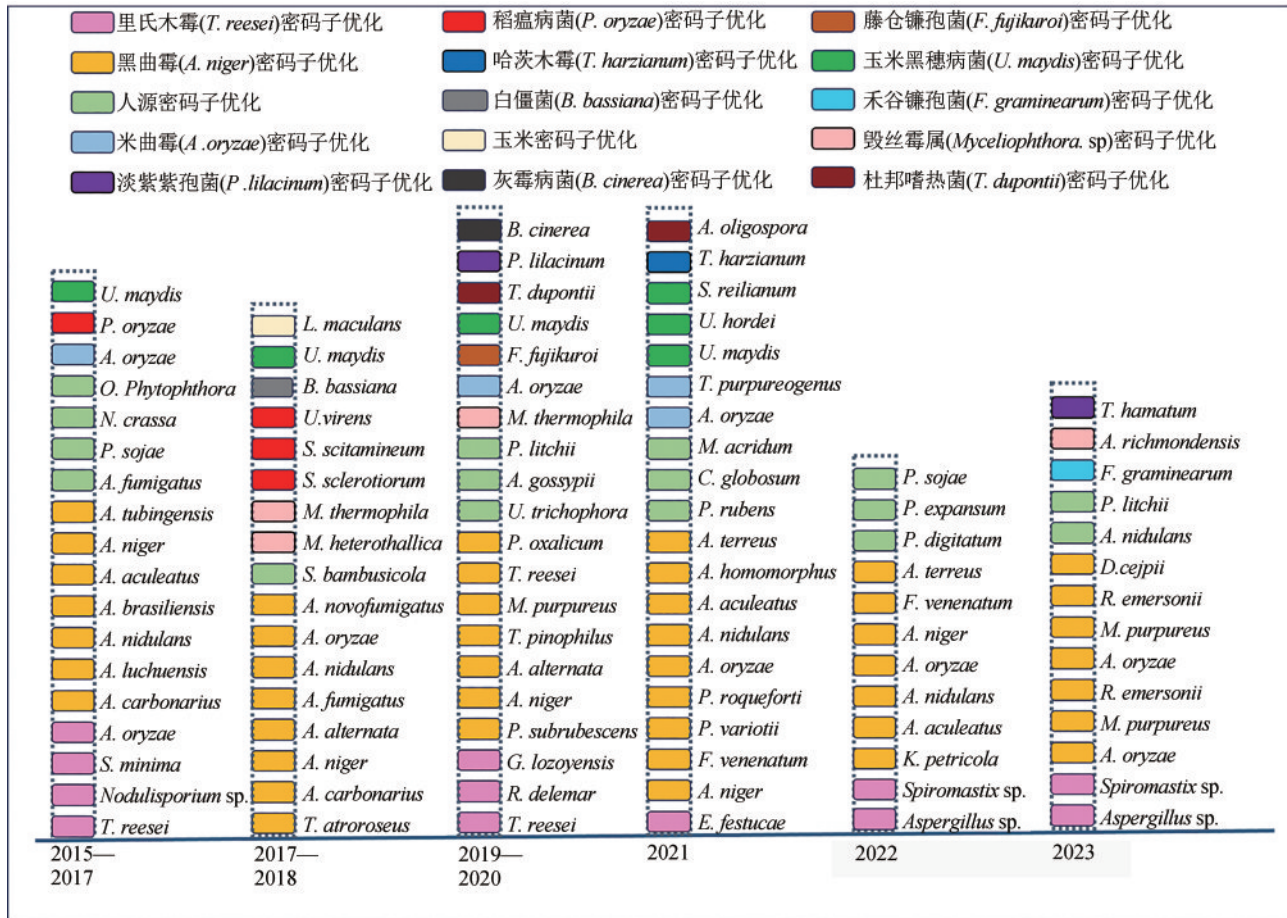 里氏木霉(T. reesei)密码子优化
稻瘟病菌(P. oryzae)密码子优化
藤仓镰孢菌(F. fujikuroi)密码子优化
黑曲霉(A. niger)密码子优化
哈茨木霉(T. harzianum)密码子优化
玉米黑穗病菌(U. maydis)密码子优化
人源密码子优化
白僵菌(B. bassiana)密码子优化
禾谷镰孢菌(F. graminearum)密码子优化
米曲霉(A .oryzae)密码子优化
玉米密码子优化
毁丝霉属(Myceliophthora. sp)密码子优化
淡紫紫孢菌(P .lilacinum)密码子优化
灰霉病菌(B. cinerea)密码子优化
杜邦嗜热菌(T. dupontii)密码子优化
U. maydis
P. oryzae
A. oryzae
O. Phytophthora
N. crassa
P. sojae
A. fumigatus
A. tubingensis
A. niger
A. aculeatus
A. brasiliensis
A. nidulans
A. luchuensis
A. carbonarius
A. oryzae
S. minima
Nodulisporium sp.
T. reesei
2015—
2017
L. maculans
U. maydis
B. bassiana
U.virens
S. scitamineum
S. sclerotiorum
M. thermophila
M. heterothallica
S. bambusicola
A. novofumigatus
A. oryzae
A. nidulans
A. fumigatus
A. alternata
A. niger
A. carbonarius
T. atroroseus
2017—
2018
B. cinerea
P. lilacinum
T. dupontii
U. maydis
F. fujikuroi
A. oryzae
M. thermophila
P. litchii
A. gossypii
U. trichophora
P. oxalicum
T. reesei
M. purpureus
T. pinophilus
A. alternata
A. niger
P. subrubescens
G. lozoyensis
R. delemar
T. reesei
2019—
2020
A. oligospora
T. harzianum
S. reilianum
U. hordei
U. maydis
T. purpureogenus
A. oryzae
M. acridum
C. globosum
P. rubens
A. terreus
A. homomorphus
A. aculeatus
A. nidulans
A. oryzae
P. roqueforti
P. variotii
F. venenatum
A. niger
E. festucae
2021
P. sojae
P. expansum
P. digitatum
A. terreus
F. venenatum
A. niger
A. oryzae
A. nidulans
A. aculeatus
K. petricola
Spiromastix sp.
Aspergillus sp.
2022
T. hamatum
A. richmondensis
F. graminearum
P. litchii
A. nidulans
D.cejpii
R. emersonii
M. purpureus
A. oryzae
R. emersonii
M. purpureus
A. oryzae
Spiromastix sp.
Aspergillus sp.
2023